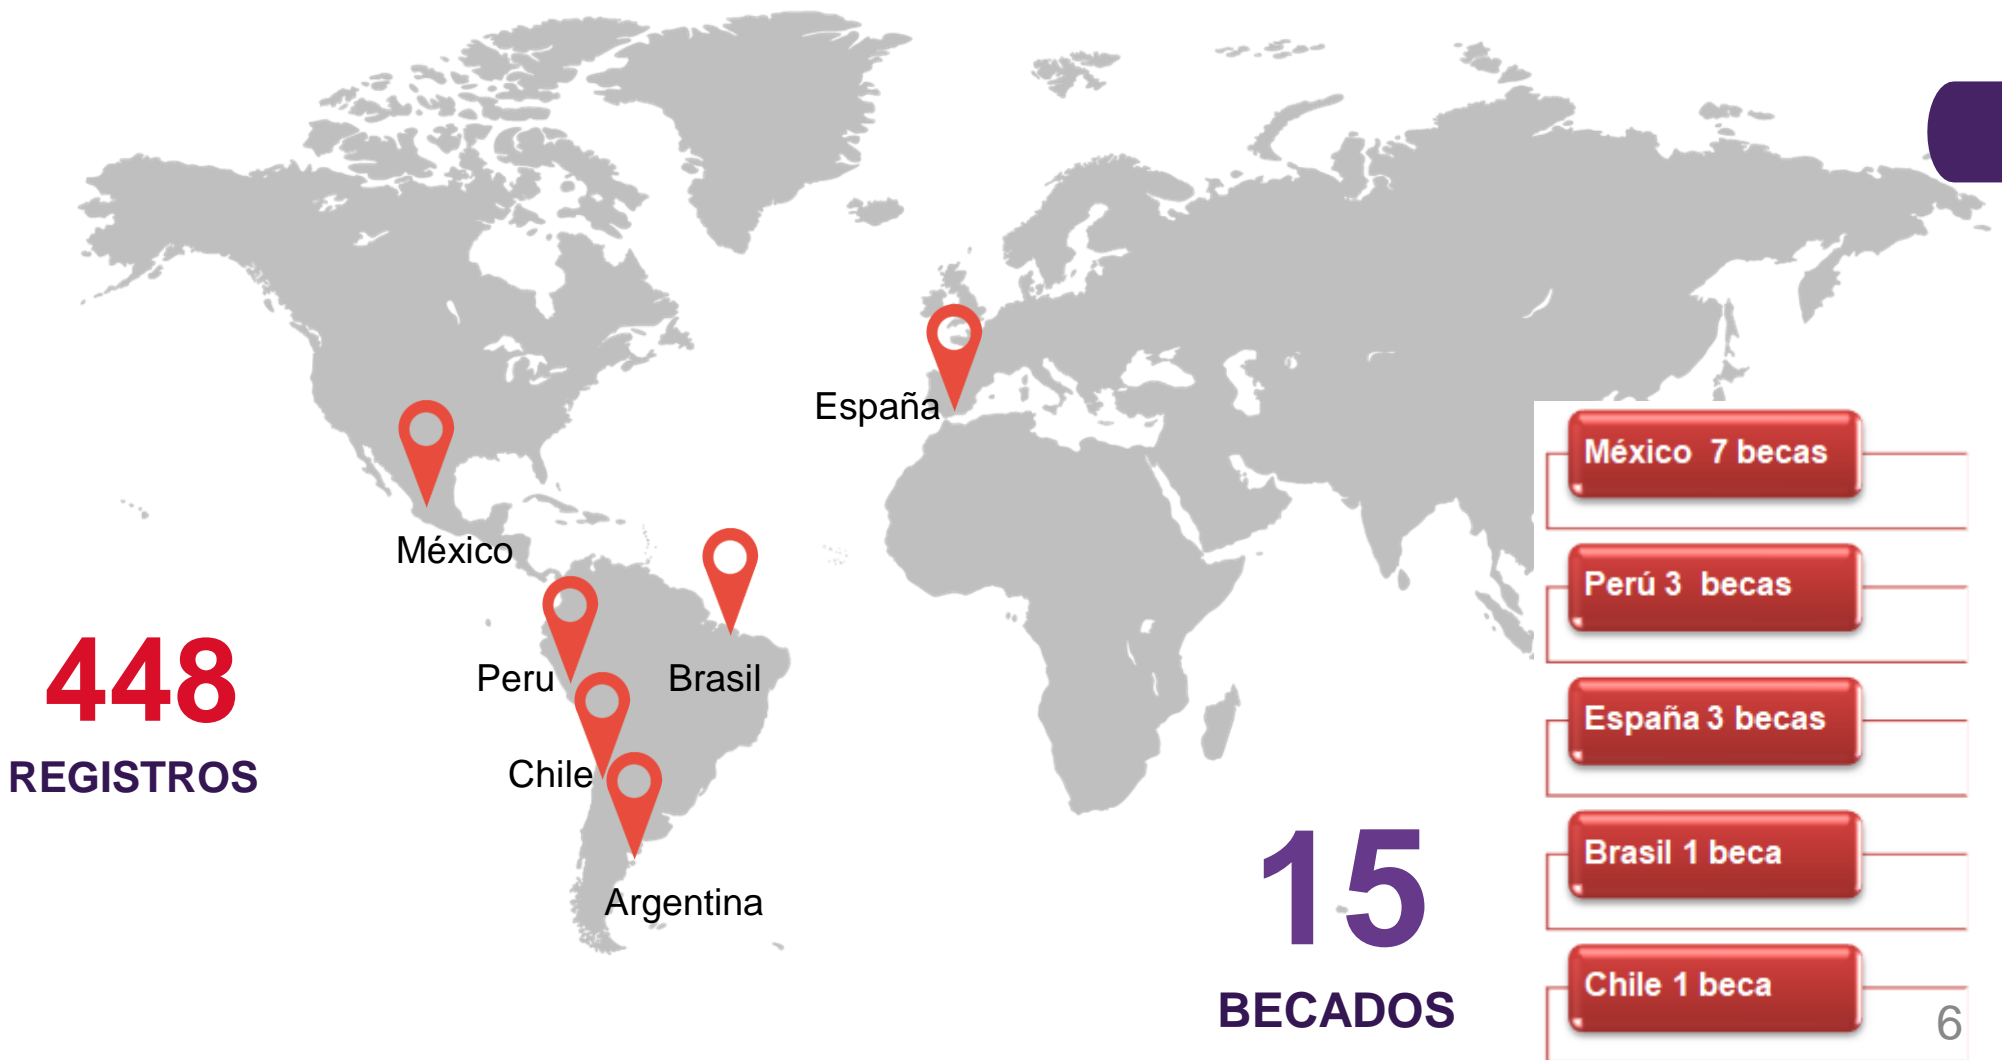 España
México
Peru
Brasil
Chile
Argentina
448
REGISTROS
15
BECADOS
México 7 becas
Perú 3 becas
España 3 becas
Brasil 1 beca
Chile 1 beca
6